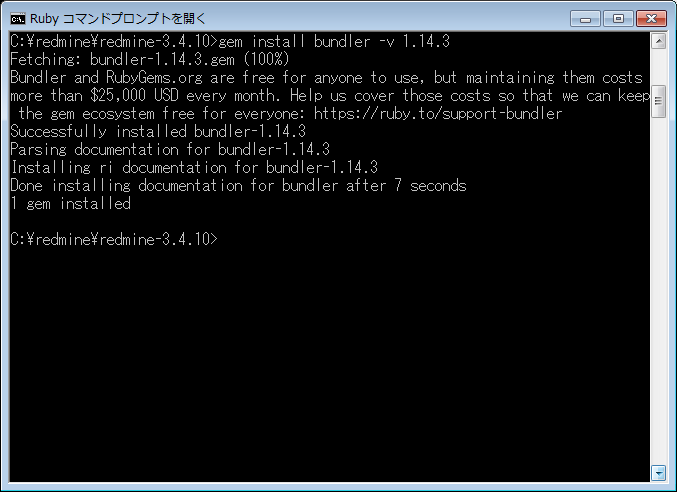 Ruby コマンドプロンプトを開く
C:¥redmine¥redmine-3.4.10>gem install bundler -v 1.14.3
Fetching: bundler-1.14.3.gem (100%)
Bundler and RubyGems.org are free for anyone to use, but maintaining them costs
more than $25,000 USD every month. Help us cover those costs so that we can keep
 the gem ecosystem free for everyone: https://ruby.to/support-bundler
Successfully installed bundler-1.14.3
Parsing documentation for bundler-1.14.3
Installing ri documentation for bundler-1.14.3
Done installing documentation for bundler after 7 seconds
1 gem installed
C:¥redmine¥redmine-3.4.10>